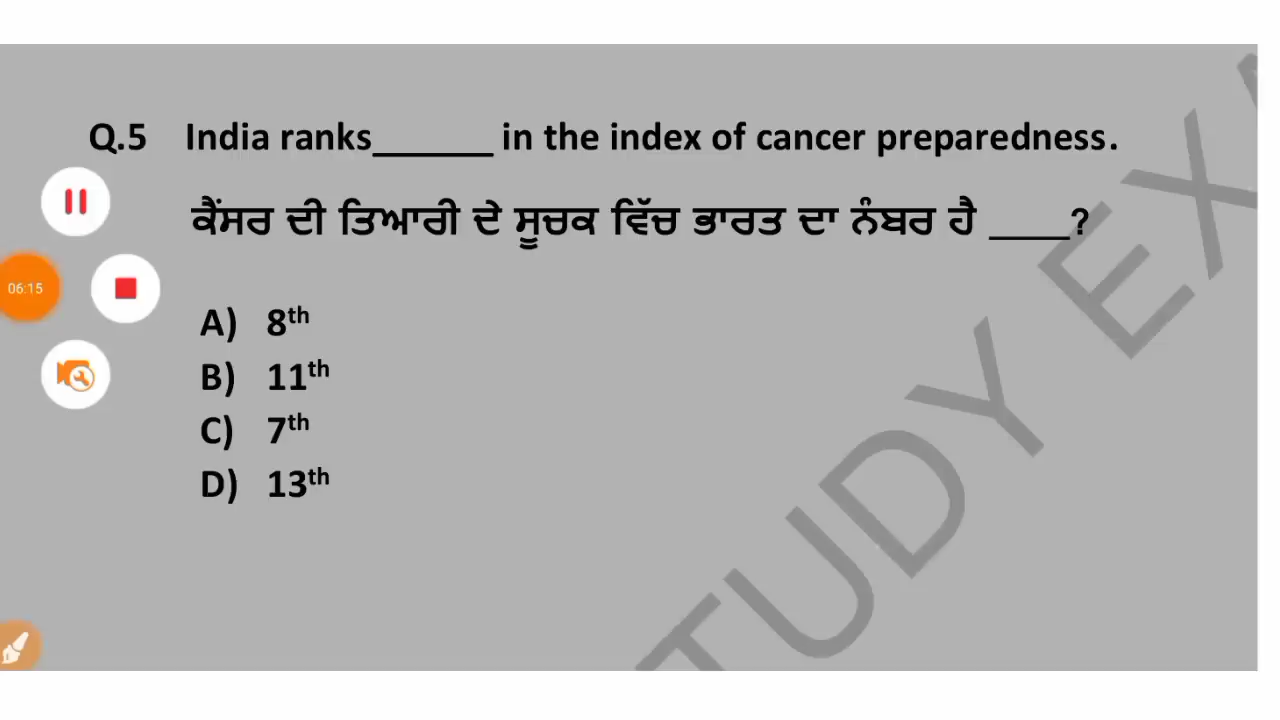 Q.5 India ranks______ in the index of cancer preparedness.
ਕੈਂਸਰ ਦੀ ਤਿਆਰੀ ਦੇ ਸੂਚਕ ਵਿੱਚ ਭਾਰਤ ਦਾ ਨੰਬਰ ਹੈ ____?
06:15
A) 8th
B) 11th
C) 7th
D) 13th
TUDY EX